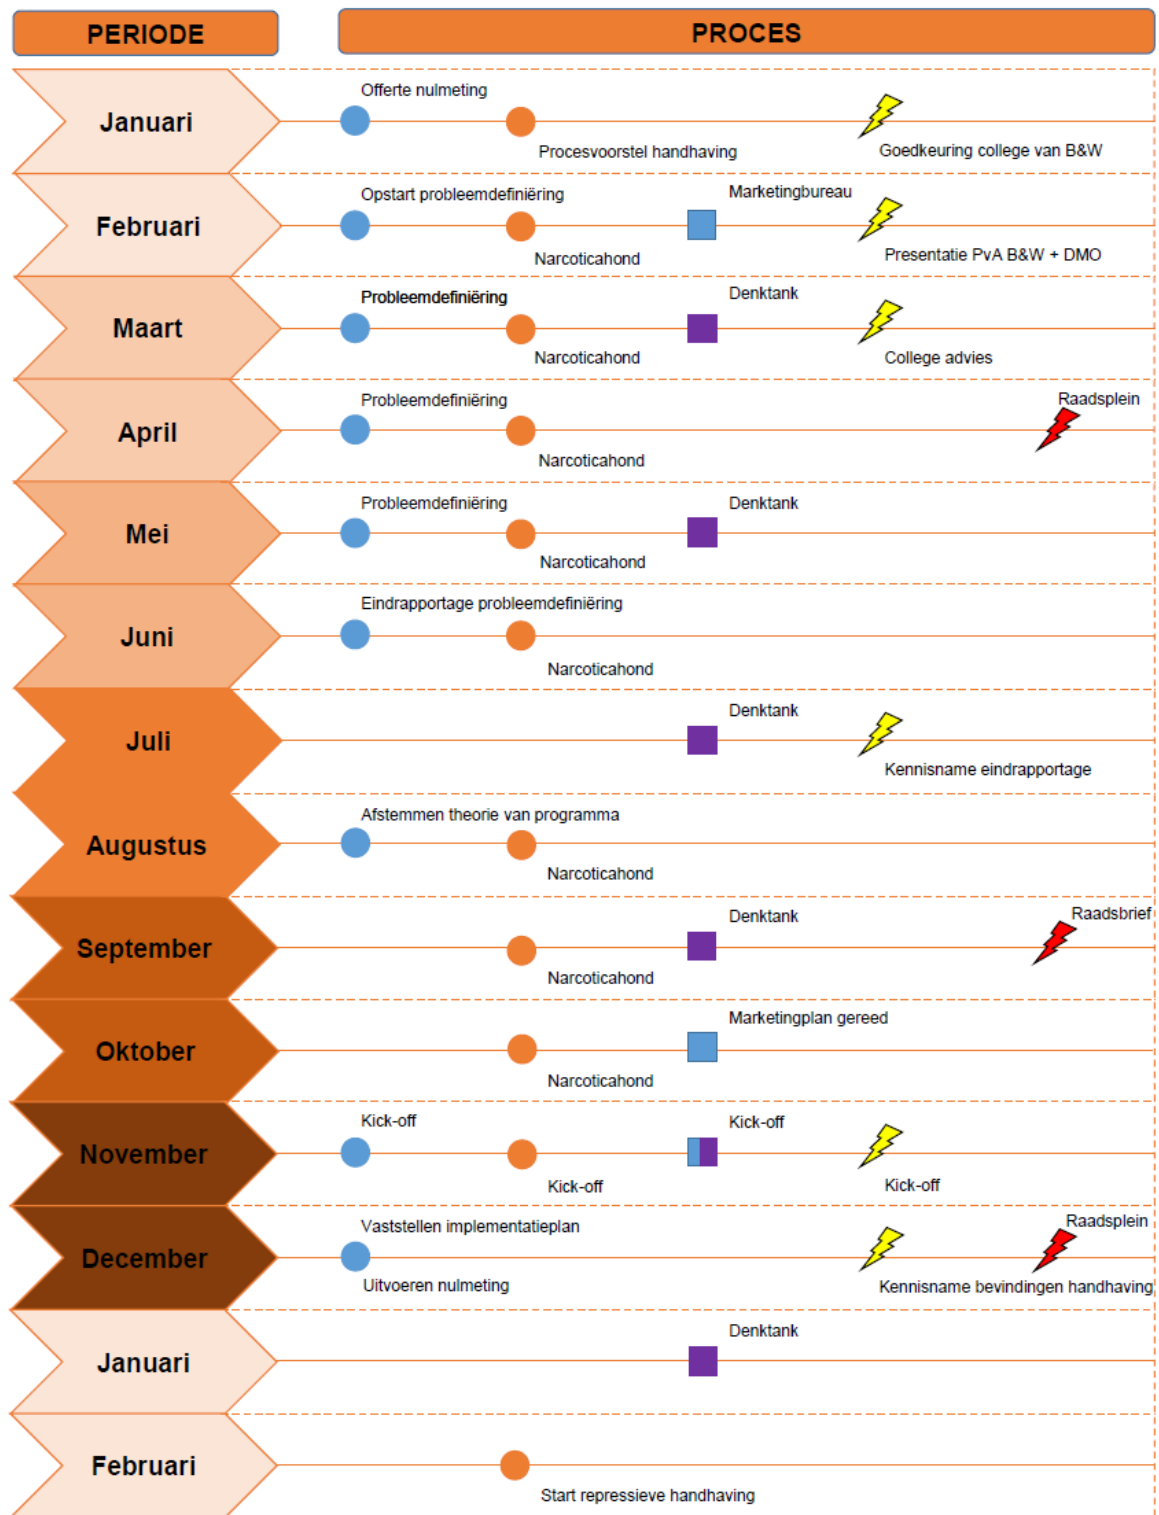 PERIODE
PROCES
Januari
Offerte nulmeting
Procesvoorstel handhaving
Goedkeuring college van B&W
Februari
Opstart probleemdefiniëring
Narcoticahond
Marketingbureau
Presentatie PvA B&W + DMO
Maart
Probleemdefiniëring
Narcoticahond
Denktank
College advies
April
Probleemdefiniëring
Narcoticahond
Raadsplein
Mei
Probleemdefiniëring
Narcoticahond
Denktank
Juni
Eindrapportage probleemdefiniëring
Narcoticahond
Juli
Denktank
Kennisname eindrapportage
Augustus
Afstemmen theorie van programma
Narcoticahond
September
Narcoticahond
Denktank
Raadsbrief
Oktober
Narcoticahond
Marketingplan gereed
November
Kick-off
Kick-off
Kick-off
Kick-off
December
Vaststellen implementatieplan
Uitvoeren nulmeting
Kennisname bevindingen handhaving
Raadsplein
Januari
Denktank
Februari
Start repressieve handhaving